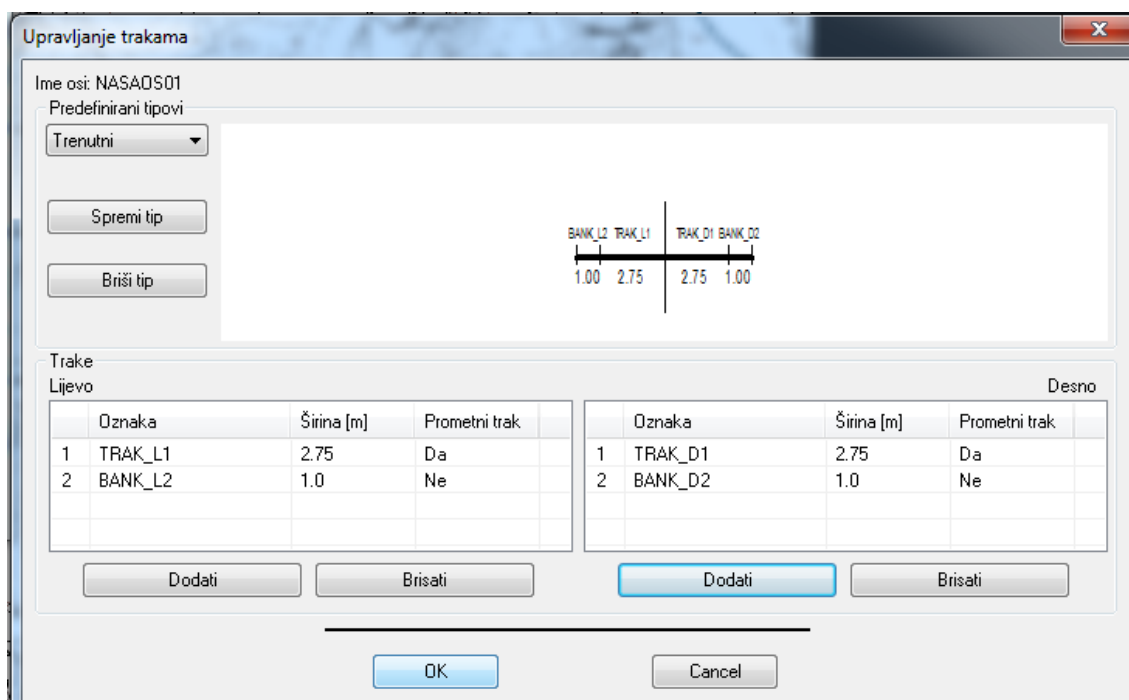 Upravljanje trakama
Ime osi: NASAOS01
Predefinirani tipovi
Trenutni
Spremi tip
Briši tip
BANK_L2 TRAK_L1 TRAK_D1 BANK_D2
1.00 2.75 2.75 1.00
Trake
Lijevo Desno
Oznaka Širina [m] Prometni trak Oznaka Širina [m] Prometni trak
1 TRAK_L1 2.75 Da 1 TRAK_D1 2.75 Da
2 BANK_L2 1.0 Ne 2 BANK_D2 1.0 Ne
Dodati Brisati Dodati Brisati
OK Cancel